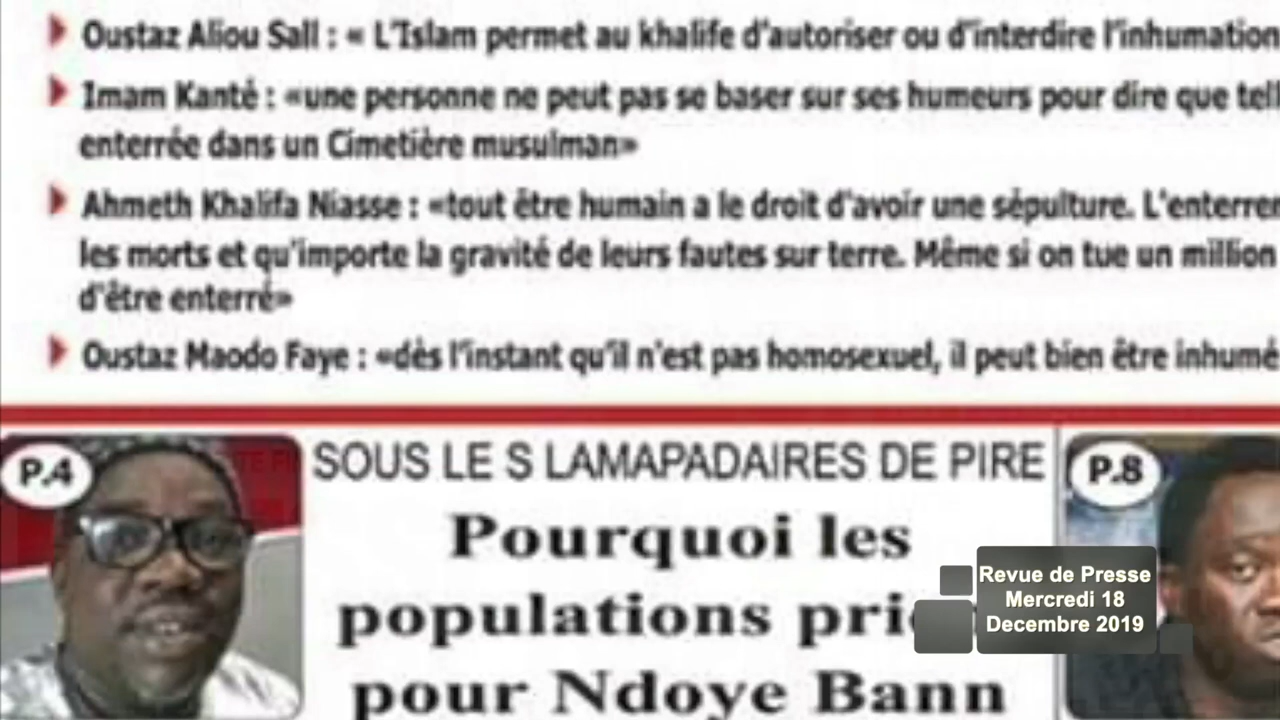 Oustaz Aliou Sall : « L'Islam permet au khalife d'autoriser ou d'interdire l'inhumation
Imam Kanté : «une personne ne peut pas se baser sur ses humeurs pour dire que tell
enterrée dans un Cimetière musulman»
Ahmeth Khalifa Niasse : «tout être humain a le droit d'avoir une sépulture. L'enterrem
les morts et qu'importe la gravité de leurs fautes sur terre. Même si on tue un million
d'être enterré»
Oustaz Maodo Faye : «dès l'instant qu'il n'est pas homosexuel, il peut bien être inhumé
P.4
SOUS LE S LAMAPADAIRES DE PIRE
P.8
Pourquoi les
populations
pour Ndoye Bann
Revue de Presse
Mercredi 18
Decembre 2019